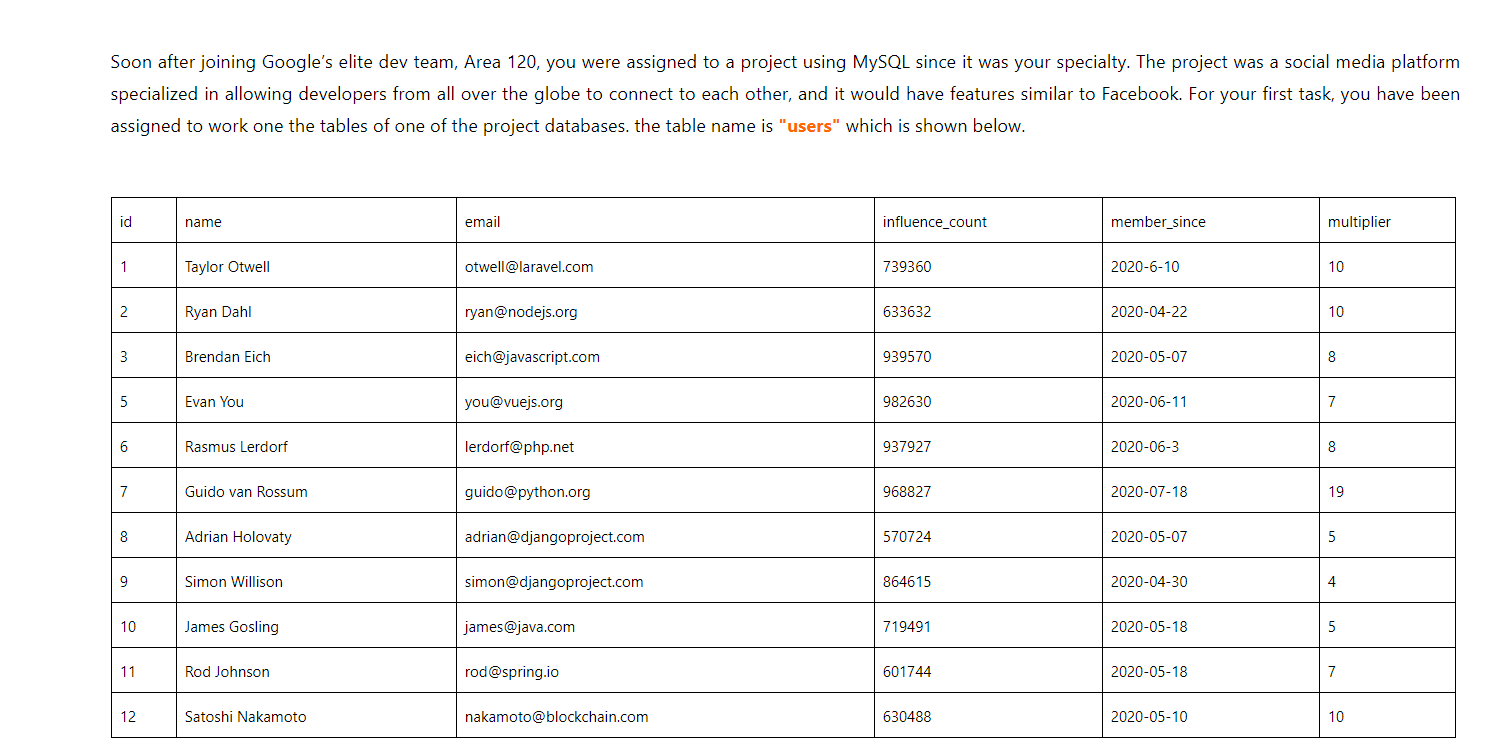 Soon after joining Google’s elite dev team, Area 120, you were assigned to a project using MySQL since it was your specialty. The project was a social media platform
specialized in allowing developers from all over the globe to connect to each other, and it would have features similar to Facebook. For your first task, you have been
assigned to work one the tables of one of the project databases. the table name is "users" which is shown below.
id name email influence_count member_since multiplier
1 Taylor Otwell otwell@laravel.com 739360 2020-6-10 10
2 Ryan Dahl ryan@nodejs.org 633632 2020-04-22 10
3 Brendan Eich eich@javascript.com 939570 2020-05-07 8
5 Evan You you@vuejs.org 982630 2020-06-11 7
6 Rasmus Lerdorf lerdorf@php.net 937927 2020-06-3 8
7 Guido van Rossum guido@python.org 968827 2020-07-18 19
8 Adrian Holovaty adrian@djangoproject.com 570724 2020-05-07 5
9 Simon Willison simon@djangoproject.com 864615 2020-04-30 4
10 James Gosling james@java.com 719491 2020-05-18 5
11 Rod Johnson rod@spring.io 601744 2020-05-18 7
12 Satoshi Nakamoto nakamoto@blockchain.com 630488 2020-05-10 10